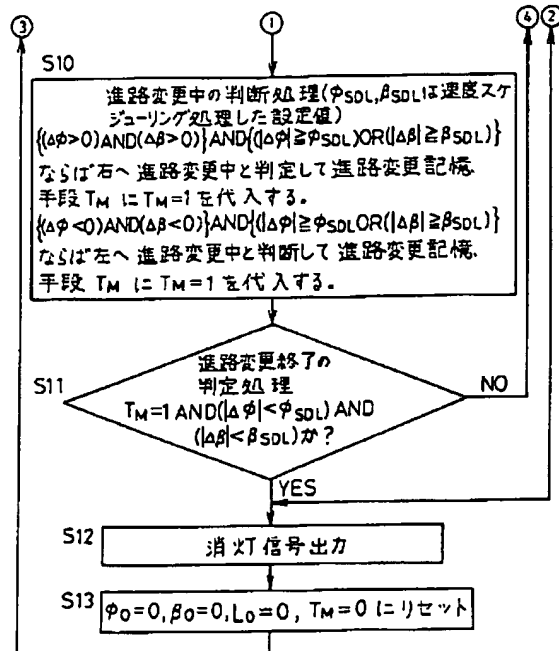 ③ ① ④ ②
S10
進路変更中の判断処理(φSDL,βSDLは速度スケ
ジューリング処理した設定値)
{(Δφ>0)AND(Δβ>0)}AND{(|Δφ|≧φSDL)OR(|Δβ|≧βSDL)}
ならば右へ進路変更中と判定して進路変更記憶
手段 TM に TM=1 を代入する。
{(Δφ<0)AND(Δβ<0)}AND{(|Δφ|≧φSDLOR(|Δβ|≧βSDL)}
ならば左へ進路変更中と判断して進路変更記憶
手段 TM に TM=1 を代入する。
S11
進路変更終了の
判定処理
TM=1 AND(|Δφ|<φSDL) AND
(|Δβ|<βSDL)か?
NO
YES
S12
消灯信号出力
S13
φO=0,βO=0,LO=0, TM=0 にリセット